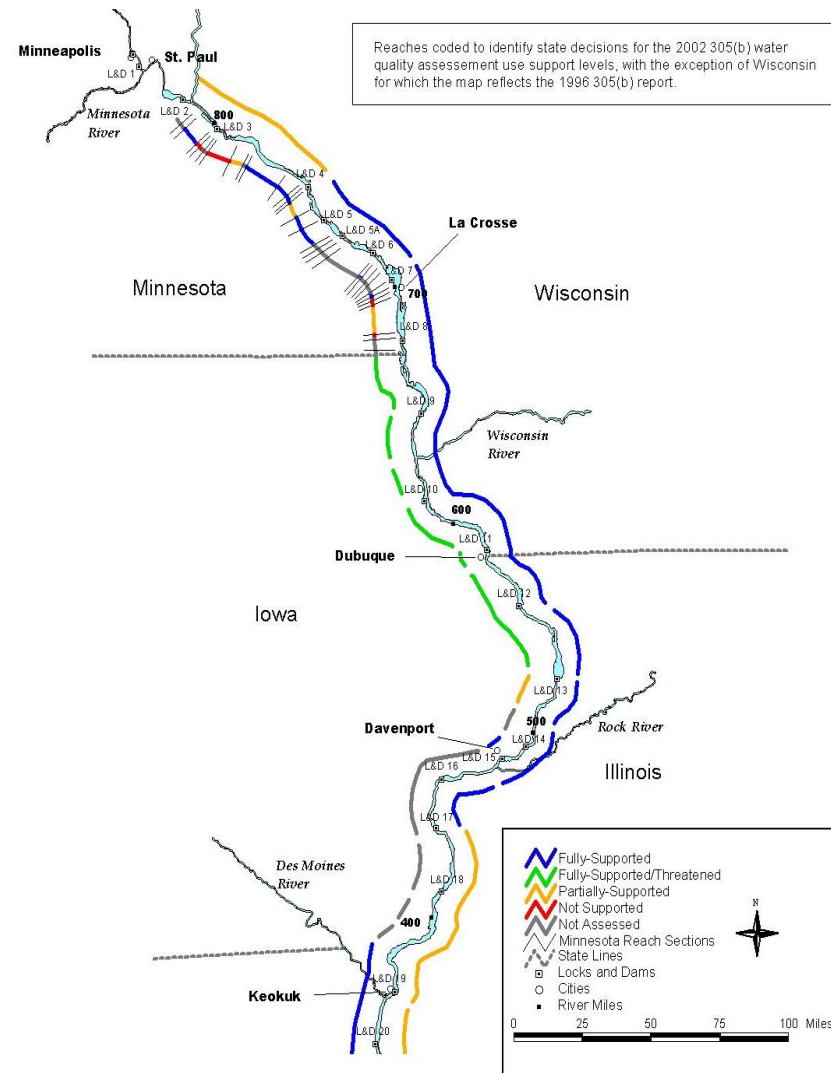 Minneapolis
St. Paul
L&D 1
Reaches coded to identify state decisions for the 2002 305(b) water
quality assessement use support levels, with the exception of Wisconsin
for which the map reflects the 1996 305(b) report.
Minnesota
River
L&D 2
800
L&D 3
L&D 4
L&D 5
L&D 5A
L&D 6
La Crosse
L&D 7
700
Minnesota
Wisconsin
L&D 8
L&D 9
Wisconsin
River
L&D 10
600
L&D 11
Dubuque
L&D 12
Iowa
L&D 13
500
Rock River
Davenport
L&D 14
L&D 15
L&D 16
Illinois
L&D 17
Des Moines
River
L&D 18
400
L&D 19
Keokuk
L&D 20
Fully-Supported
Fully-Supported/Threatened
Partially-Supported
Not Supported
Not Assessed
Minnesota Reach Sections
State Lines
Locks and Dams
Cities
River Miles
N
0 25 50 75 100 Miles